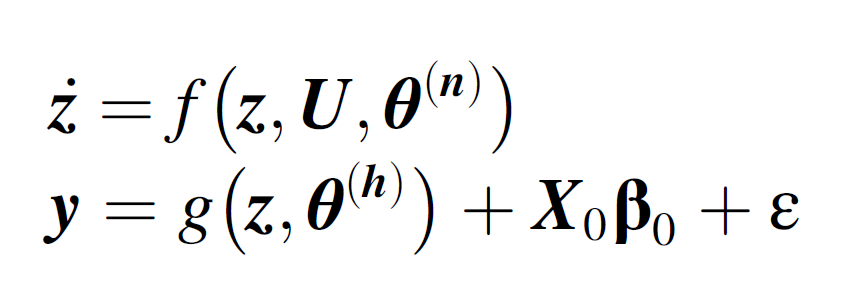 ż = f(z, U, θ⁽ⁿ⁾)
y = g(z, θ⁽ʰ⁾) + X₀β₀ + ε